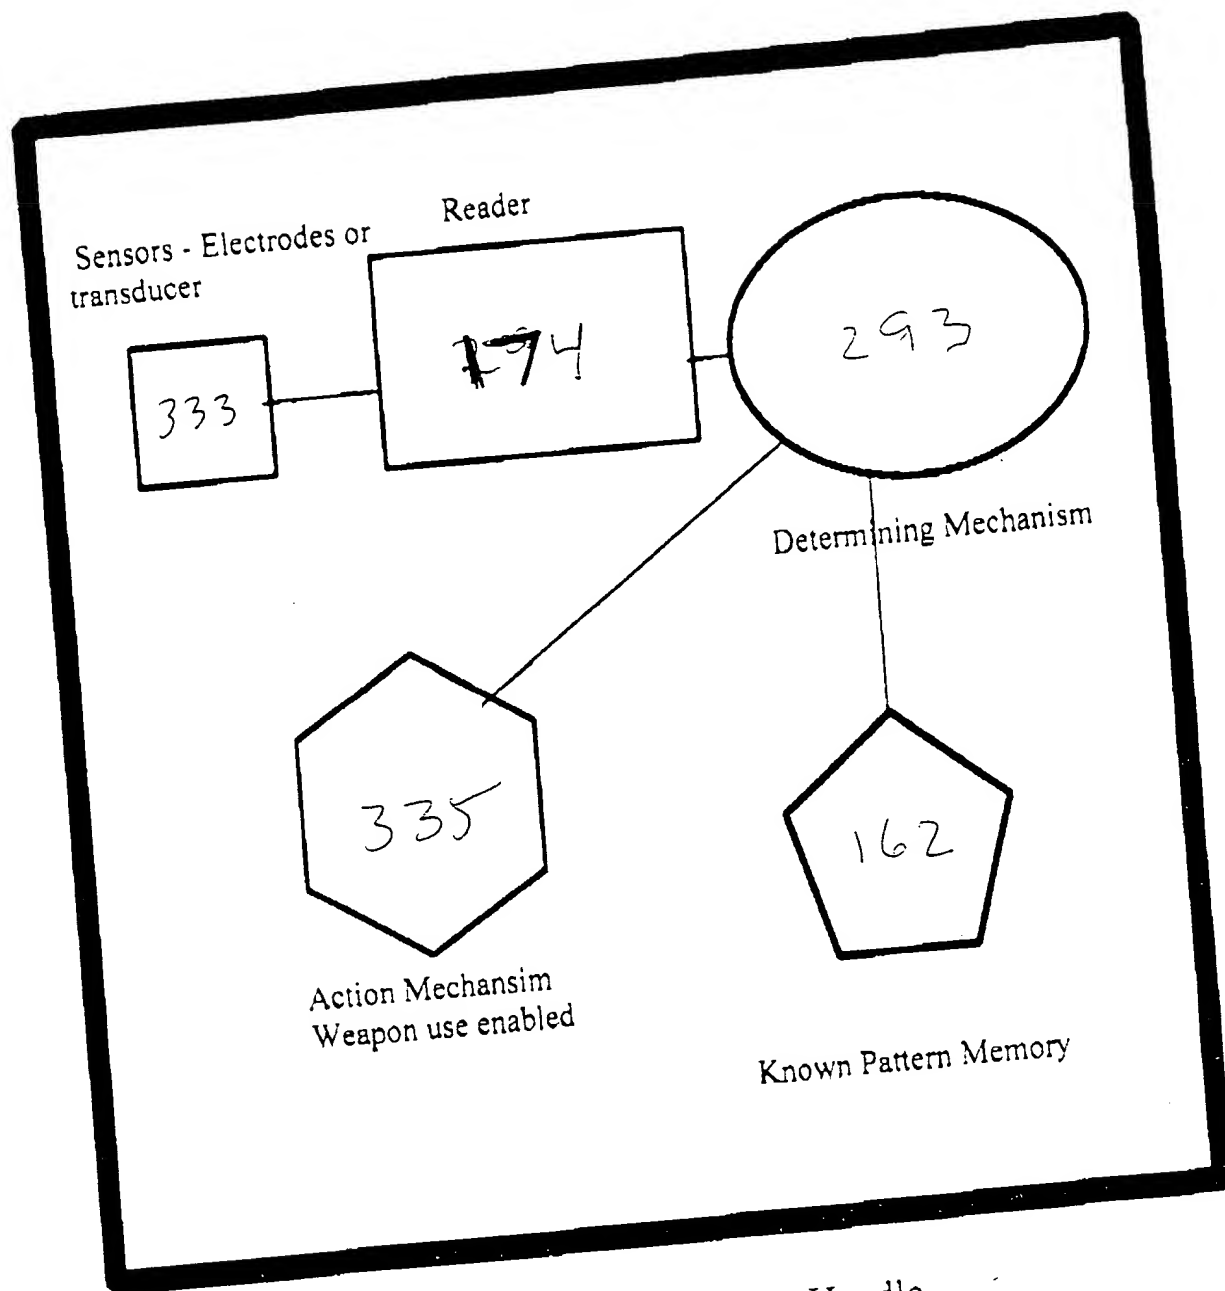 Reader
Sensors - Electrodes or
transducer
333
293
Determining Mechanism
335
162
Action Mechansim
Weapon use enabled
Known Pattern Memory